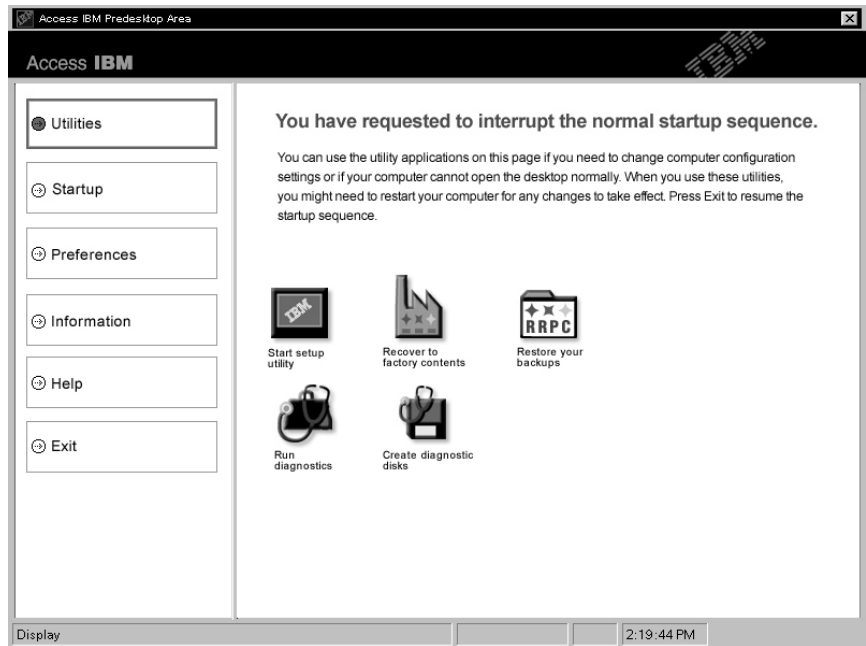 Access IBM Predesktop Area
Access IBM
IBM
Utilities
Startup
Preferences
Information
Help
Exit
You have requested to interrupt the normal startup sequence.
You can use the utility applications on this page if you need to change computer configuration
settings or if your computer cannot open the desktop normally. When you use these utilities,
you might need to restart your computer for any changes to take effect. Press Exit to resume the
startup sequence.
IBM
Start setup
utility
Recover to
factory contents
RRPC
Restore your
backups
Run
diagnostics
Create diagnostic
disks
Display
2:19:44 PM